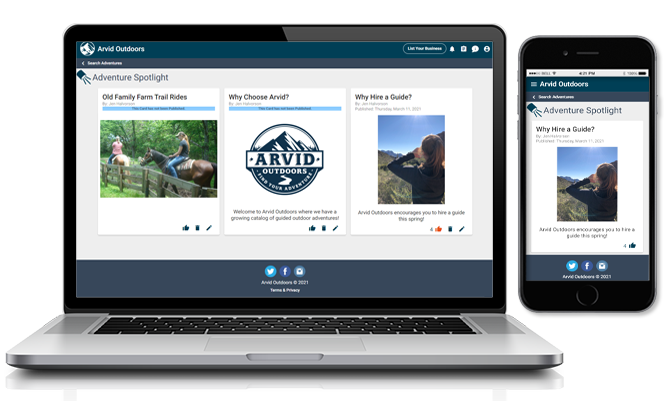 Arvid Outdoors
List Your Business
Search Adventures
Adventure Spotlight
Old Family Farm Trail Rides
By: Jon Halvorson
This Card has not been Published.
Why Choose Arvid?
By: Jon Halvorson
This Card has not been Published.
ARVID
OUTDOORS
FIND YOUR ADVENTURE
Welcome to Arvid Outdoors where we have a
growing catalog of guided outdoor adventures!
Why Hire a Guide?
By: Jon Halvorson
Published: Thursday March 11, 2021
Arvid Outdoors encourages you to hire a guide
this spring!
4
Arvid Outdoors © 2021
Terms & Privacy
4:21 PM
100%
Arvid Outdoors
Search Adventures
Adventure Spotlight
Why Hire a Guide?
By: Jon Halvorson
Published: Thursday March 11, 2021
Arvid Outdoors encourages you to hire a
guide this spring!
4
Arvid Outdoors © 2021